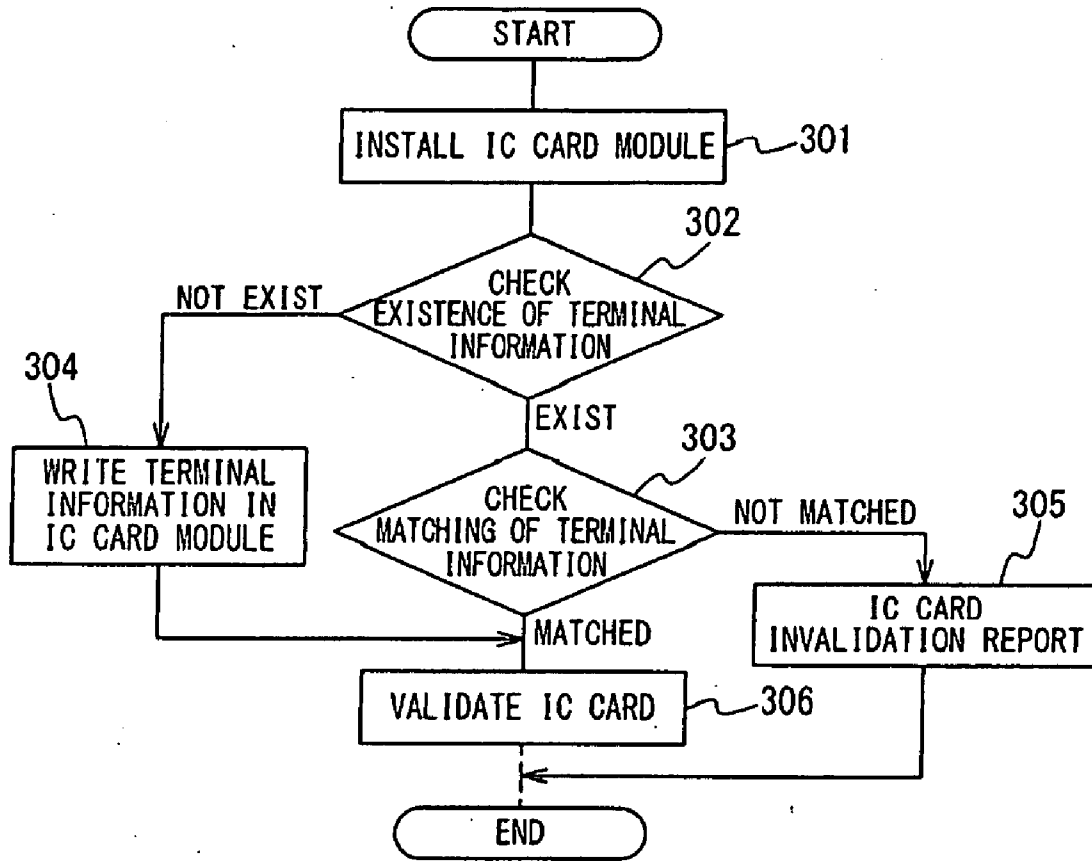 START
INSTALL IC CARD MODULE
301
302
CHECK
EXISTENCE OF TERMINAL
INFORMATION
NOT EXIST
304
EXIST
303
WRITE TERMINAL
INFORMATION IN
IC CARD MODULE
CHECK
MATCHING OF TERMINAL
INFORMATION
NOT MATCHED
305
IC CARD
INVALIDATION REPORT
MATCHED
VALIDATE IC CARD
306
END